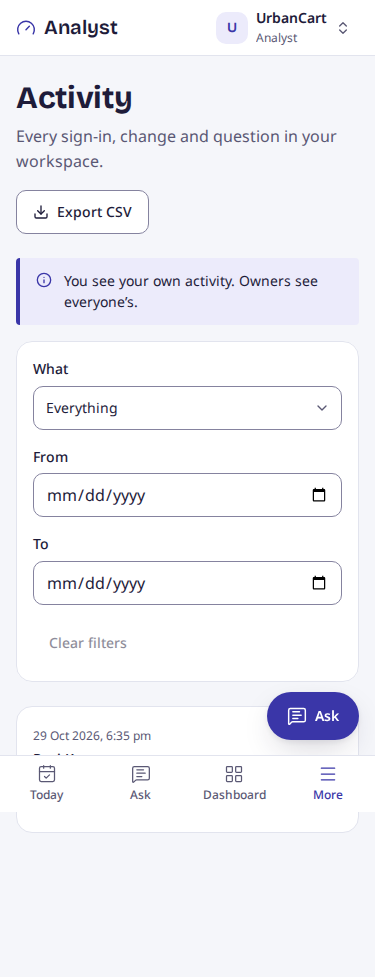 Analyst
U
UrbanCart
Analyst
Activity
Every sign-in, change and question in your
workspace.
Export CSV
You see your own activity. Owners see
everyone's.
What
Everything
From
mm/dd/yyyy
To
mm/dd/yyyy
Clear filters
Ask
29 Oct 2026, 6:35 pm
Today
Ask
Dashboard
More